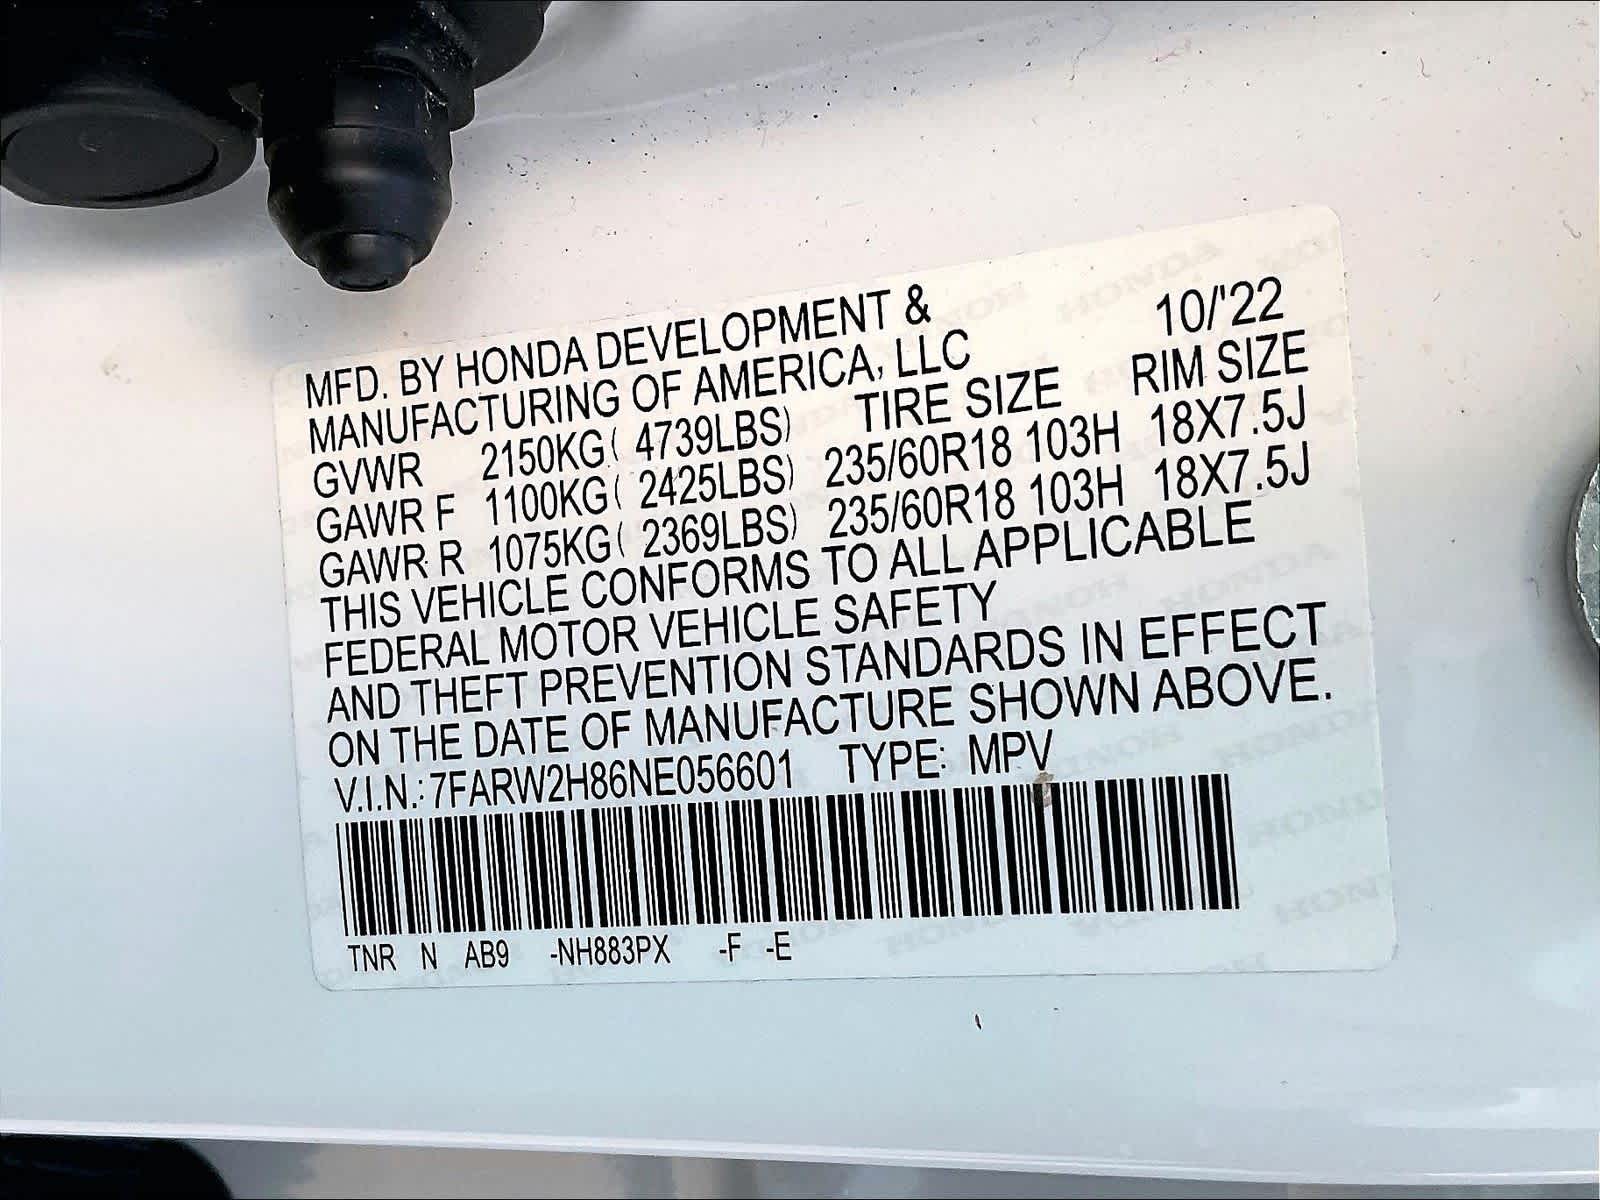 MFD. BY HONDA DEVELOPMENT & 10/'22
MANUFACTURING OF AMERICA, LLC
GVWR 2150KG( 4739LBS) TIRE SIZE RIM SIZE
GAWR F 1100KG( 2425LBS) 235/60R18 103H 18X7.5J
GAWR R 1075KG( 2369LBS) 235/60R18 103H 18X7.5J
THIS VEHICLE CONFORMS TO ALL APPLICABLE
FEDERAL MOTOR VEHICLE SAFETY
AND THEFT PREVENTION STANDARDS IN EFFECT
ON THE DATE OF MANUFACTURE SHOWN ABOVE.
V.I.N.: 7FARW2H86NE056601 TYPE: MPV
TNR N AB9 -NH883PX -F -E